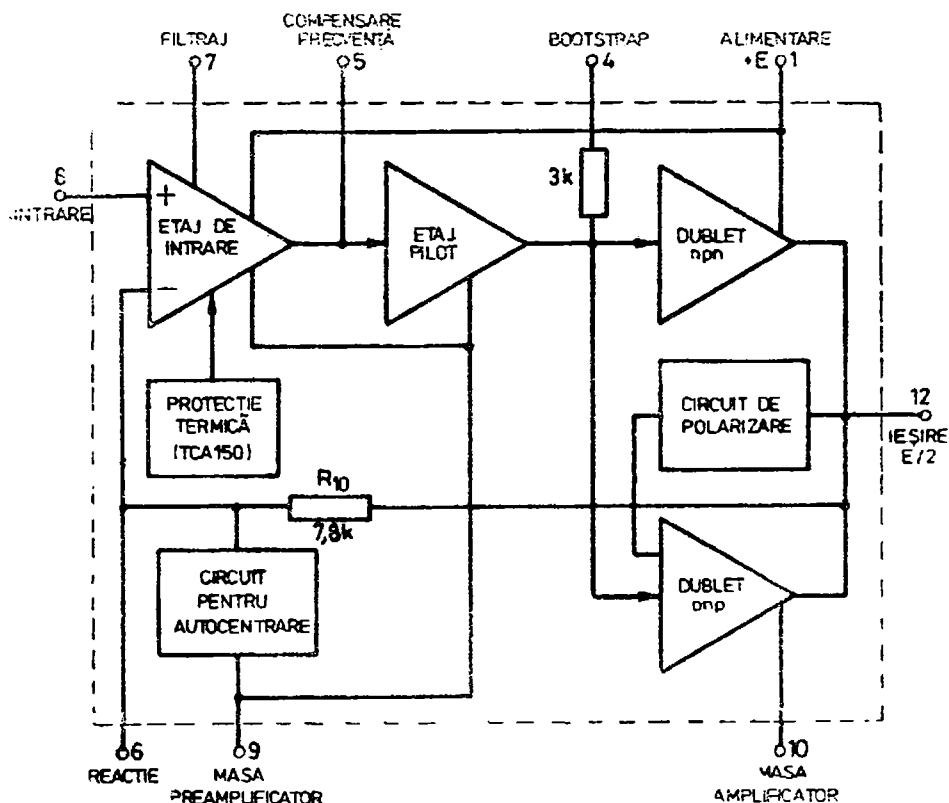 COMPENSARE
FILTRAJ
FRECVENȚĂ
BOOTSTRAP
ALIMENTARE
7
5
4
+E
1
8
INTRARE
+
ETAJ DE
INTRARE
−
ETAJ
PILOT
3k
DUBLET
npn
PROTECTIE
TERMICĂ
(TCA150)
CIRCUIT DE
POLARIZARE
12
IEȘIRE
E/2
R10
7,8k
CIRCUIT
PENTRU
AUTOCENTRARE
DUBLET
pnp
6
REACTIE
9
MASA
PREAMPLIFICATOR
10
MASA
AMPLIFICATOR